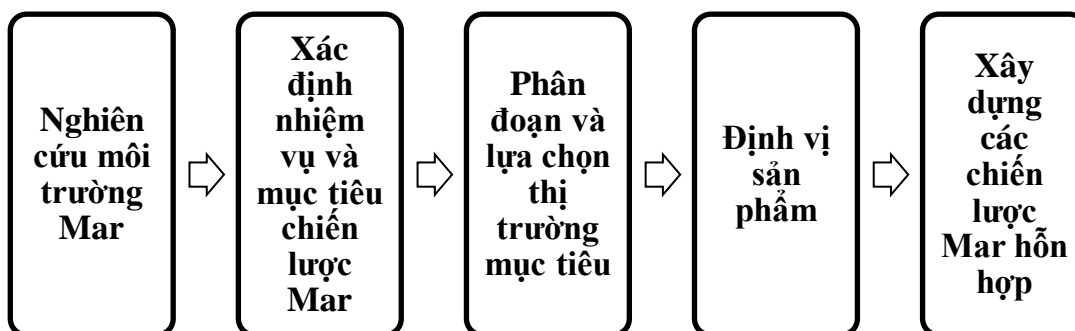 Nghiên
cứu môi
trường
Mar
Xác
định
nhiệm
vụ và
mục tiêu
chiến
lược
Mar
Phân
đoạn và
lựa chọn
thị
trường
mục tiêu
Định vị
sản
phẩm
Xây
dựng
các
chiến
lược
Mar hỗn
hợp